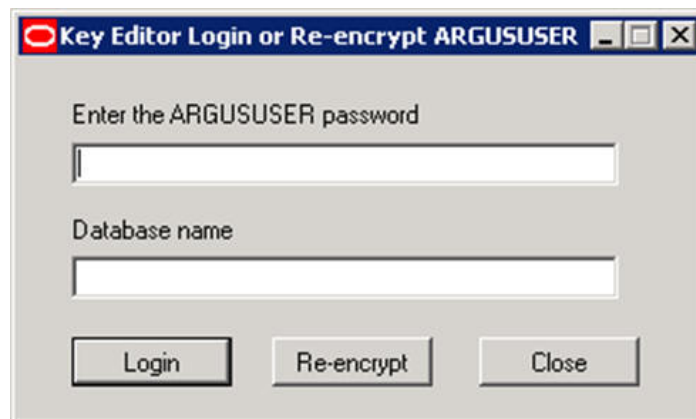 Key Editor Login or Re-encrypt ARGUSUSER
Enter the ARGUSUSER password
Database name
Login Re-encrypt Close